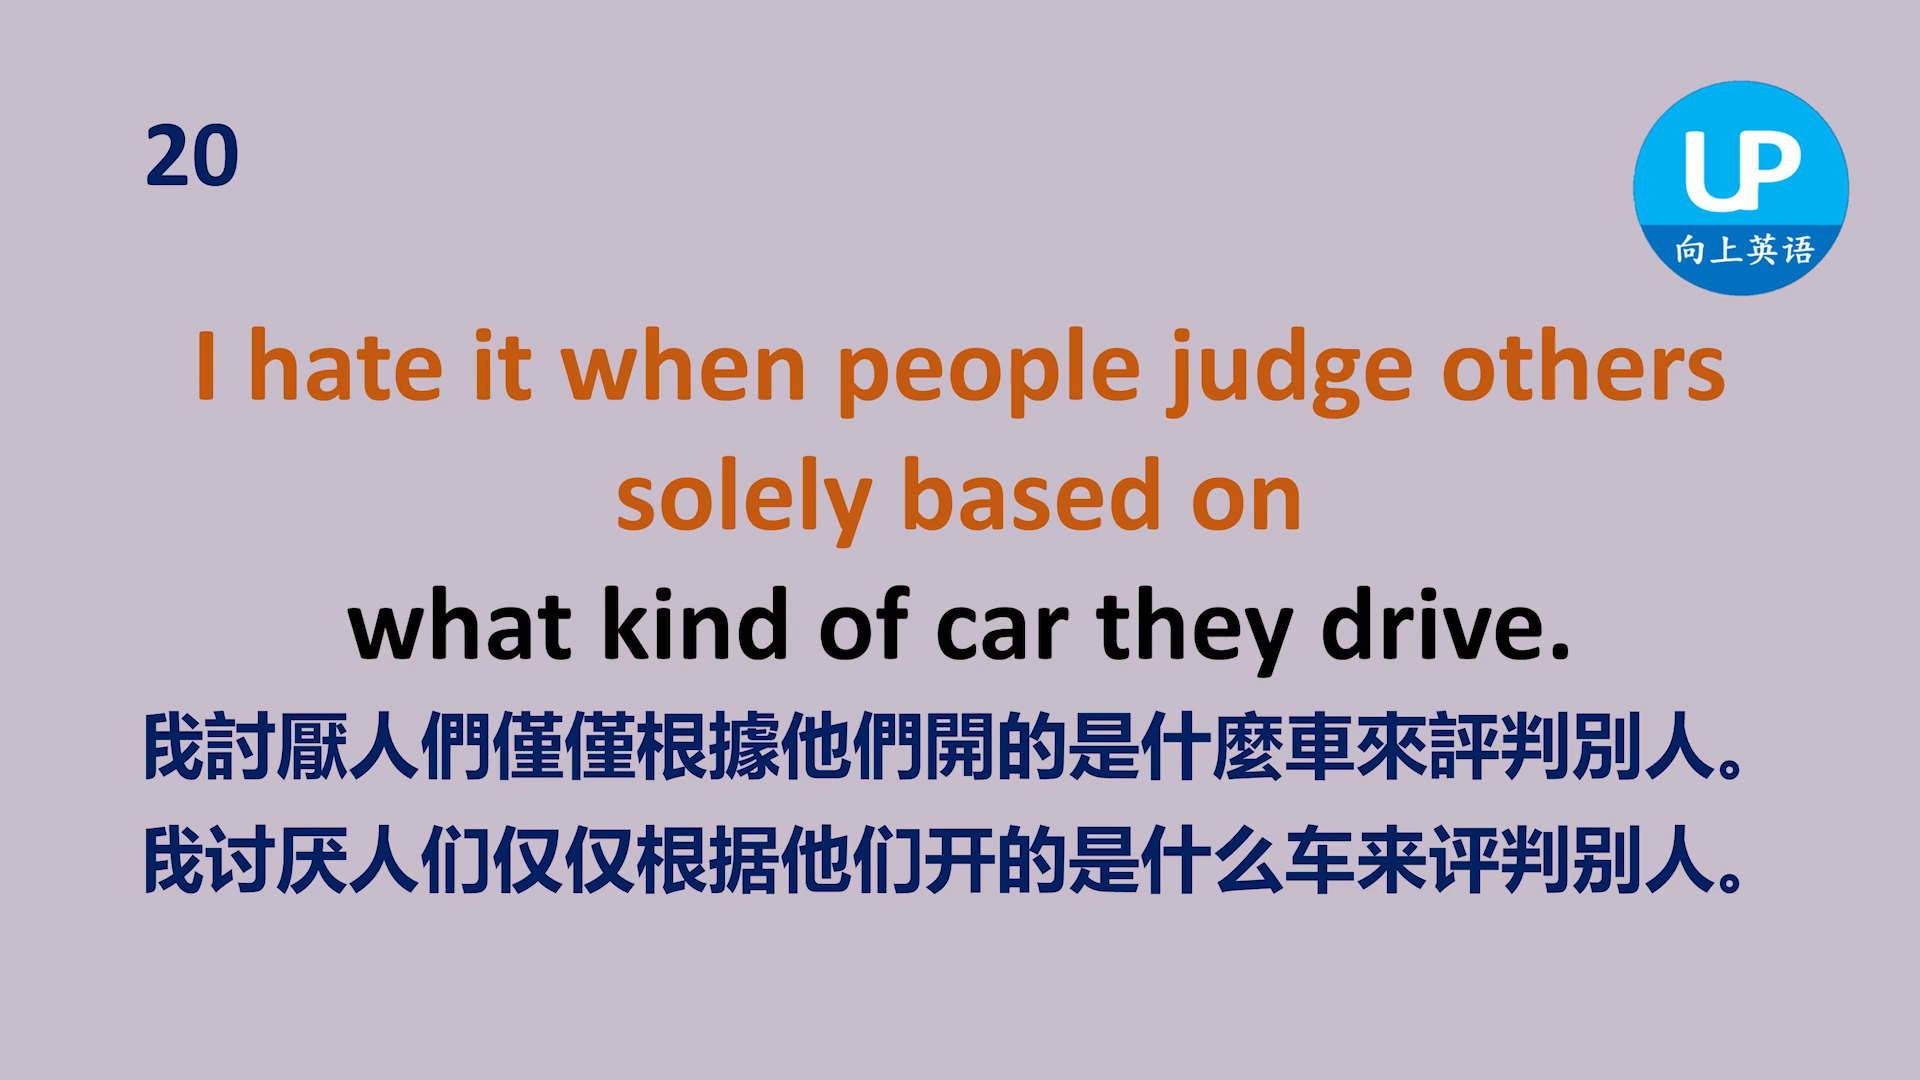 20
UP
向上英语
I hate it when people judge others
solely based on
what kind of car they drive.
我討厭人們僅僅根據他們開的是什麼車來評判別人。
我讨厌人们仅仅根据他们开的是什么车来评判别人。